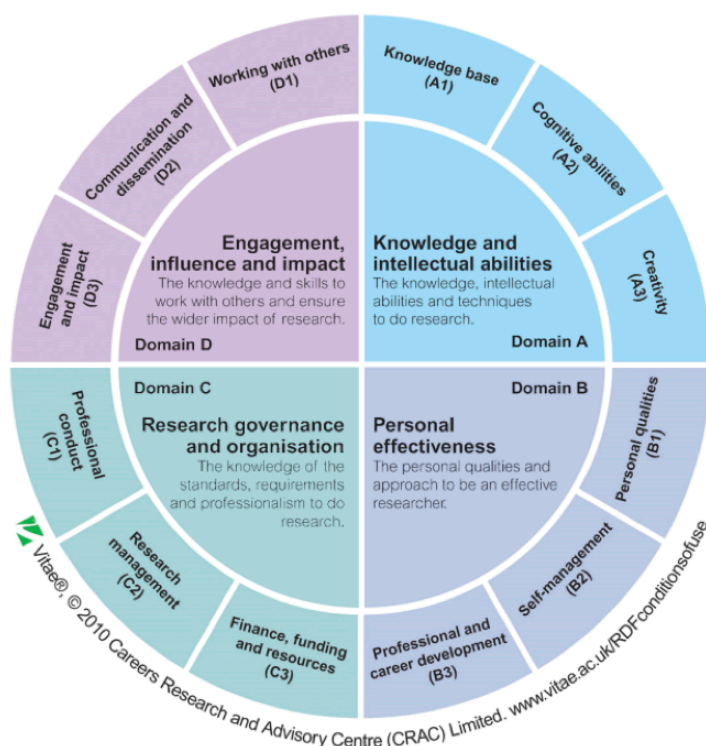 Working with others
(D1)
Communication and
dissemination
(D2)
Engagement
and impact
(D3)
Engagement,
influence and impact
The knowledge and skills to
work with others and ensure
the wider impact of research.
Domain D
Knowledge base
(A1)
Cognitive abilities
(A2)
Creativity
(A3)
Knowledge and
intellectual abilities
The knowledge, intellectual
abilities and techniques
to do research.
Domain A
Domain C
Research governance
and organisation
The knowledge of the
standards, requirements
and professionalism to do
research.
Professional
conduct
(C1)
Research
management
(C2)
Finance, funding
and resources
(C3)
Domain B
Personal
effectiveness
The personal qualities and
approach to be an effective
researcher.
Personal qualities
(B1)
Self-management
(B2)
Professional and
career development
(B3)
Vitae®, © 2010 Careers Research and Advisory Centre (CRAC) Limited. www.vitae.ac.uk/RDFconditionsofuse